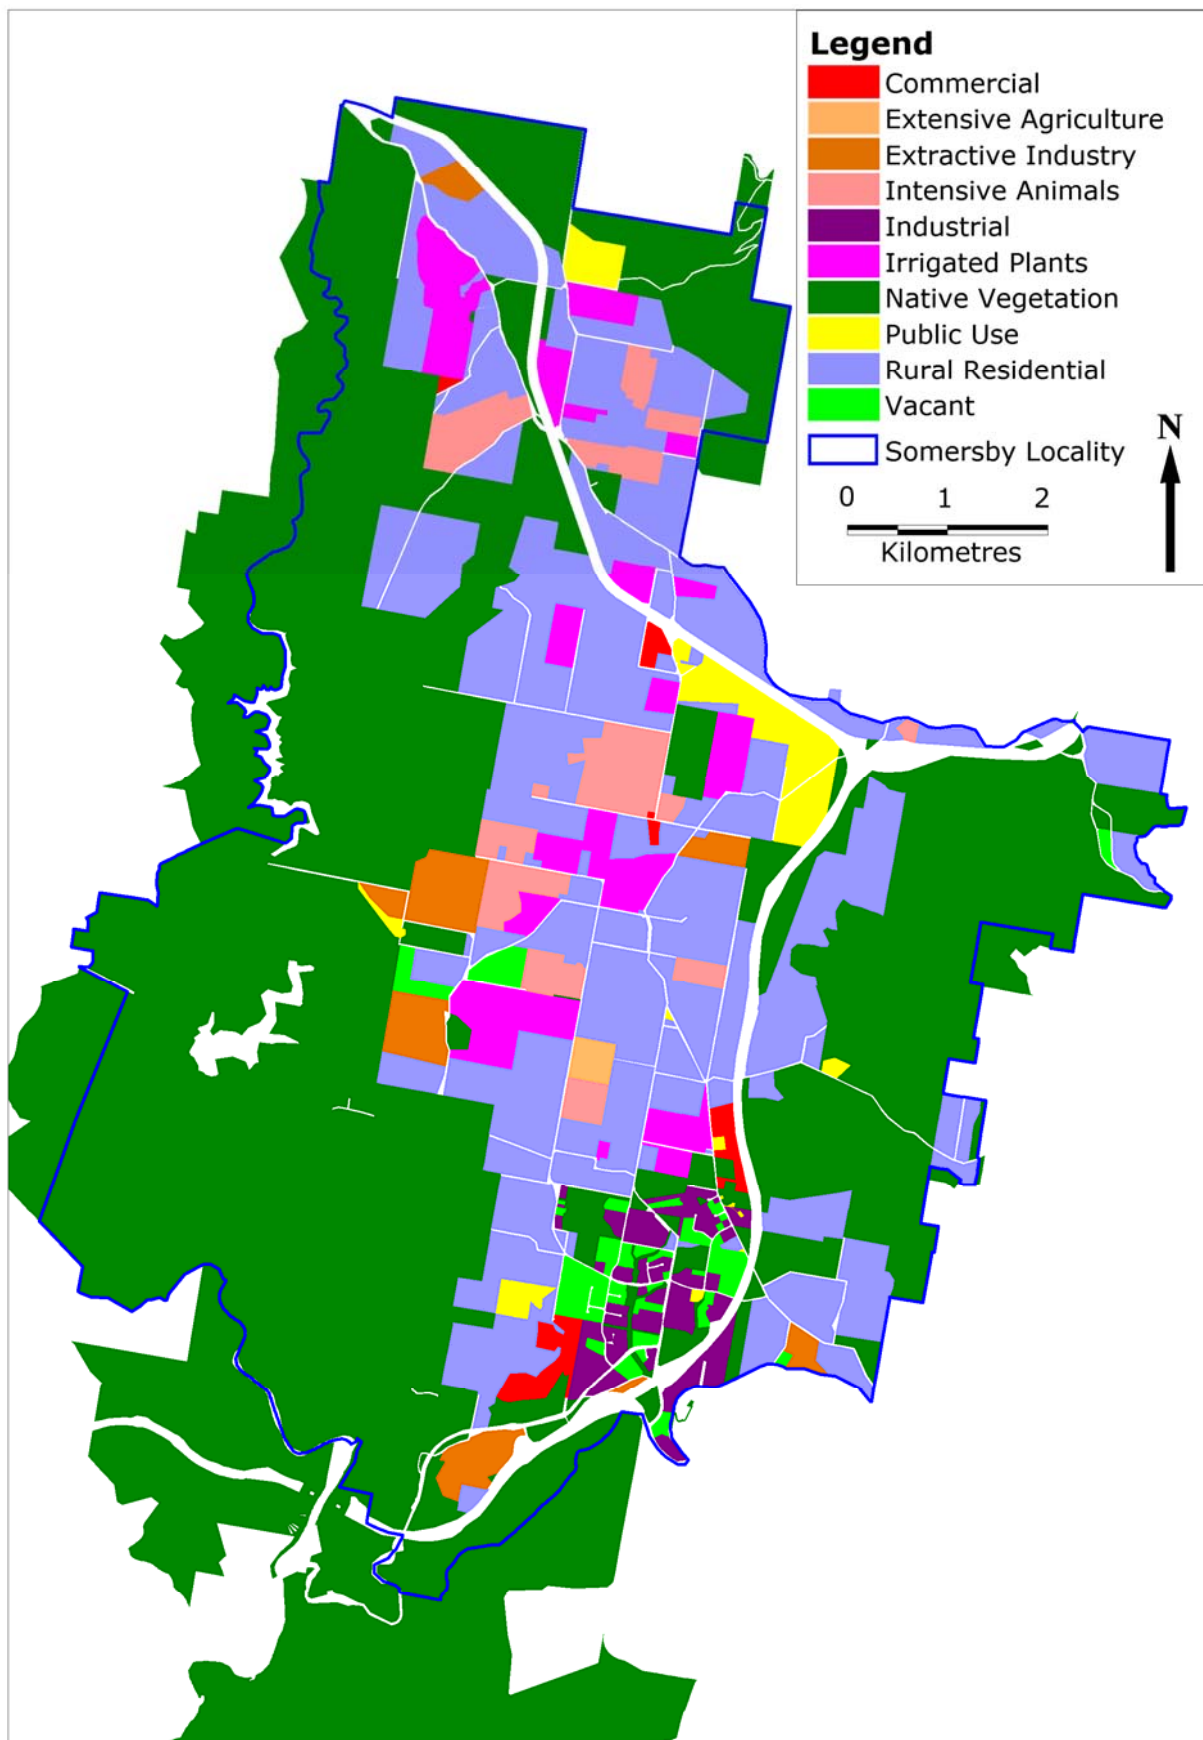 Legend
Commercial
Extensive Agriculture
Extractive Industry
Intensive Animals
Industrial
Irrigated Plants
Native Vegetation
Public Use
Rural Residential
Vacant
Somersby Locality
N
0 1 2
Kilometres